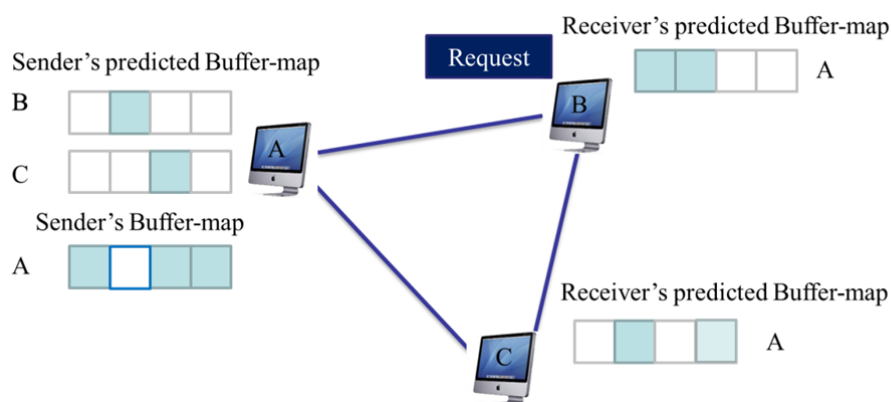 Receiver's predicted Buffer-map
Request
A
Sender's predicted Buffer-map
B
B
A
C
Sender's Buffer-map
A
Receiver's predicted Buffer-map
C
A